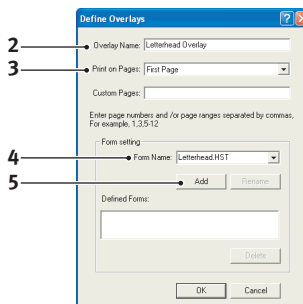 Define Overlays
2 Overlay Name: Letterhead Overlay
3 Print on Pages: First Page
Custom Pages:
Enter page numbers and /or page ranges separated by commas,
For example, 1,3,5-12
Form setting
4 Form Name: Letterhead.HST
5 Add Rename
Defined Forms:
Delete
OK Cancel